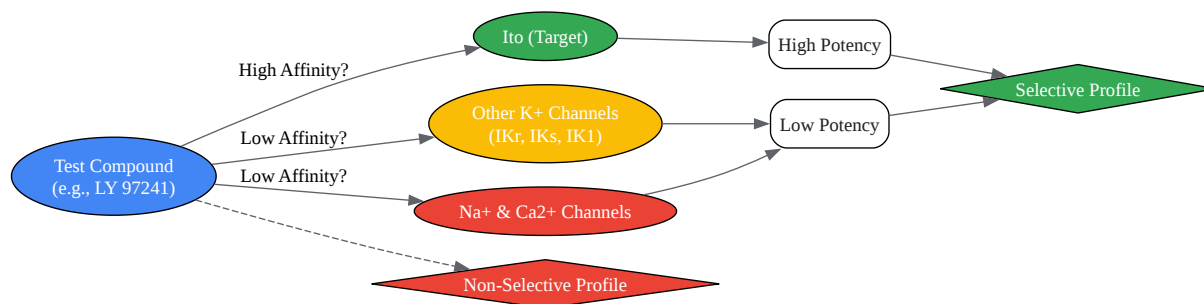 Test Compound
(e.g., LY 97241)
High Affinity?
Low Affinity?
Low Affinity?
Ito (Target)
Other K+ Channels
(IKr, IKs, IK1)
Na+ & Ca2+ Channels
Non-Selective Profile
High Potency
Low Potency
Selective Profile